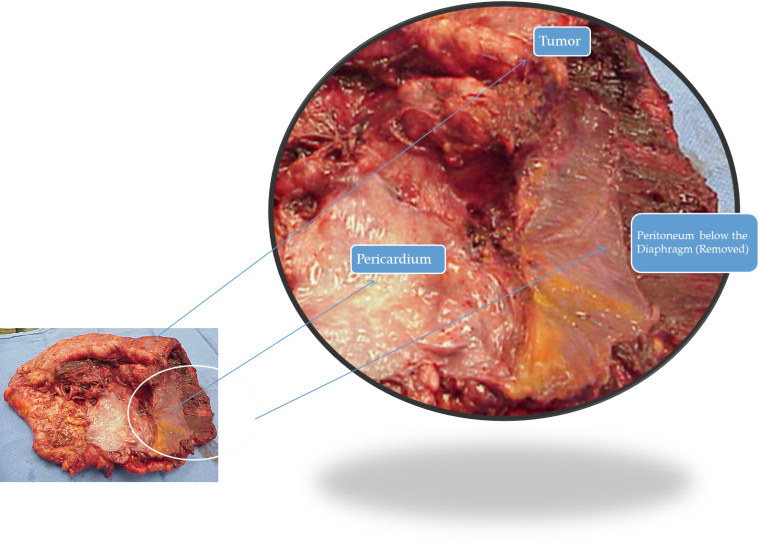 Tumor
Pericardium
Peritoneum below the
Diaphragm (Removed)